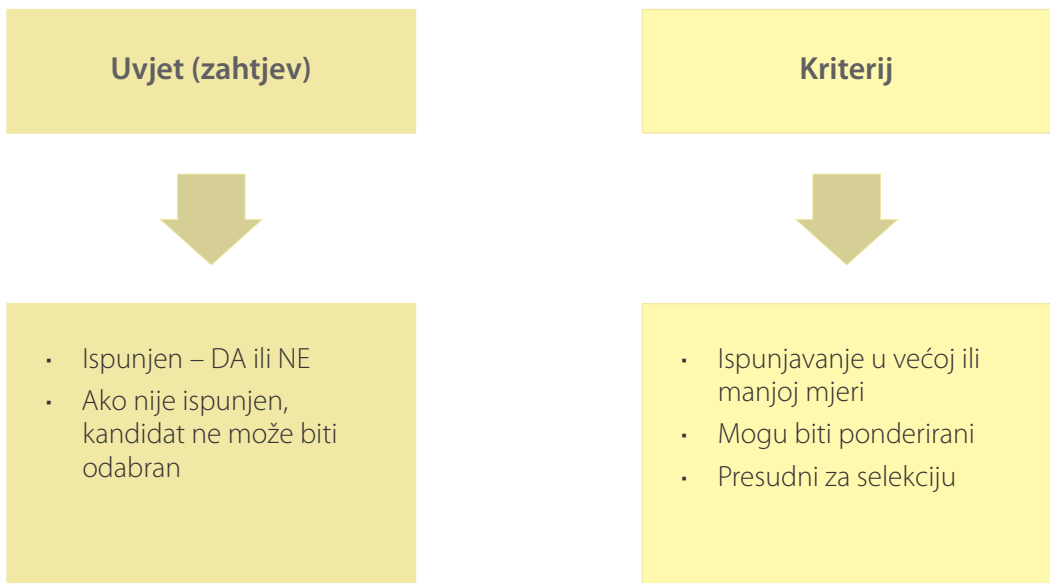 Uvjet (zahtjev)
· Ispunjen – DA ili NE
· Ako nije ispunjen,
kandidat ne može biti
odabran
Kriterij
· Ispunjavanje u većoj ili
manjoj mjeri
· Mogu biti ponderirani
· Presudni za selekciju